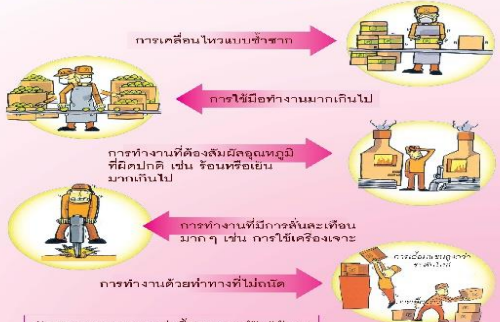 การเคลื่อนไหวแบบซ้ำซาก
การใช้มือทำงานมากเกินไป
การทำงานที่ต้องสัมผัสอุณหภูมิ
ที่ผิดปกติ เช่น ร้อนหรือเย็น
มากเกินไป
การทำงานที่มีการสั่นสะเทือน
มากๆ เช่น การใช้เครื่องเจาะ
การทำงานด้วยท่าทางที่ไม่ถนัด